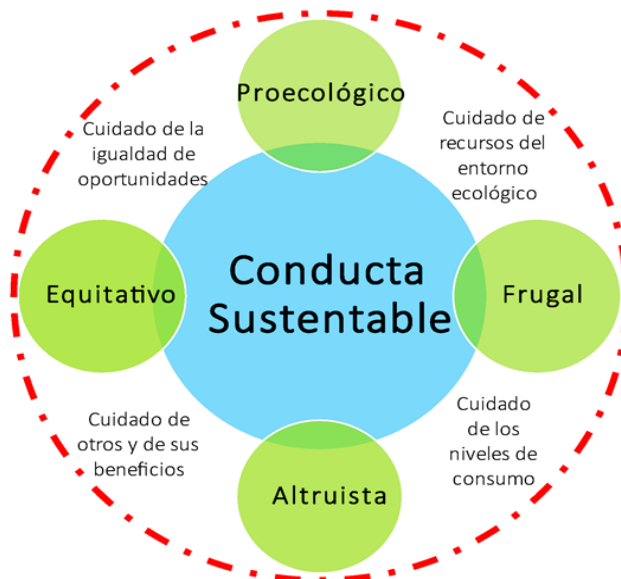 Proecológico
Cuidado de la
igualdad de
oportunidades
Cuidado de
recursos del
entorno
ecológico
Equitativo
Conducta
Sustentable
Frugal
Cuidado de
otros y de sus
beneficios
Cuidado
de los
niveles de
consumo
Altruista